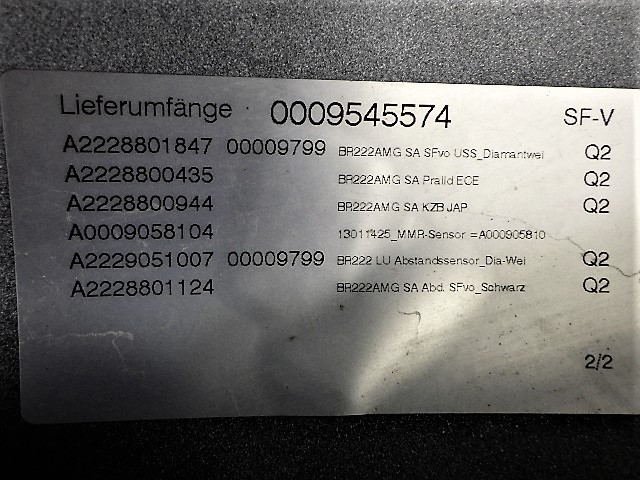 Lieferumfänge 0009545574 SF-V
A2228801847 00009799 BR222AMG SA SFvo USS_Diamantwei Q2
A2228800435 BR222AMG SA Pralld ECE Q2
A2228800944 BR222AMG SA KZB JAP Q2
A0009058104 13011425_MMR-Sensor =A000905810
A2229051007 00009799 BR222 LU Abstandssensor_Dia-Wei Q2
A2228801124 BR222AMG SA Abd. SFvo_Schwarz Q2
2/2